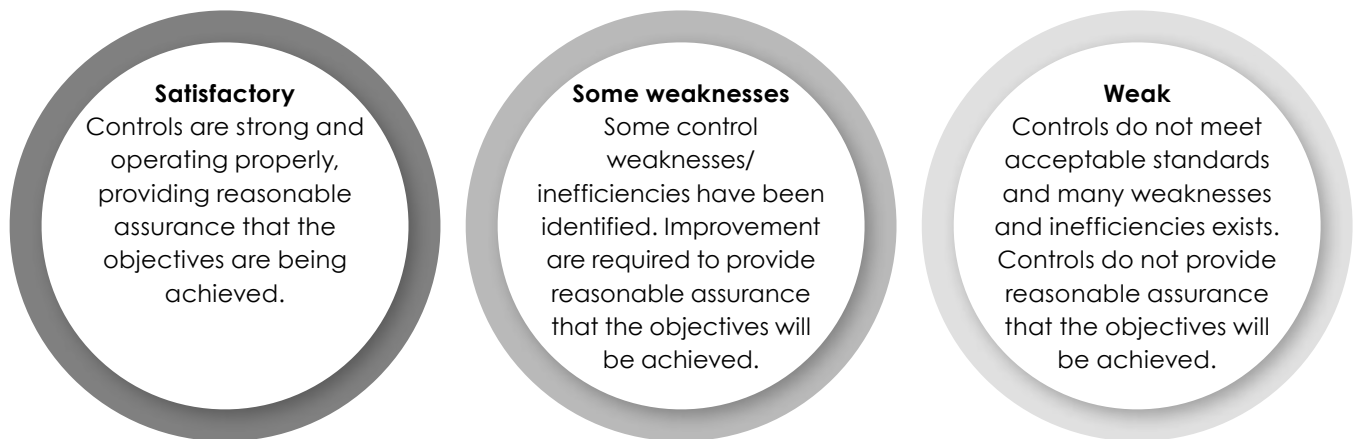 Satisfactory
Controls are strong and
operating properly,
providing reasonable
assurance that the
objectives are being
achieved.
Some weaknesses
Some control
weaknesses/
inefficiencies have been
identified. Improvement
are required to provide
reasonable assurance
that the objectives will
be achieved.
Weak
Controls do not meet
acceptable standards
and many weaknesses
and inefficiencies exists.
Controls do not provide
reasonable assurance
that the objectives will
be achieved.